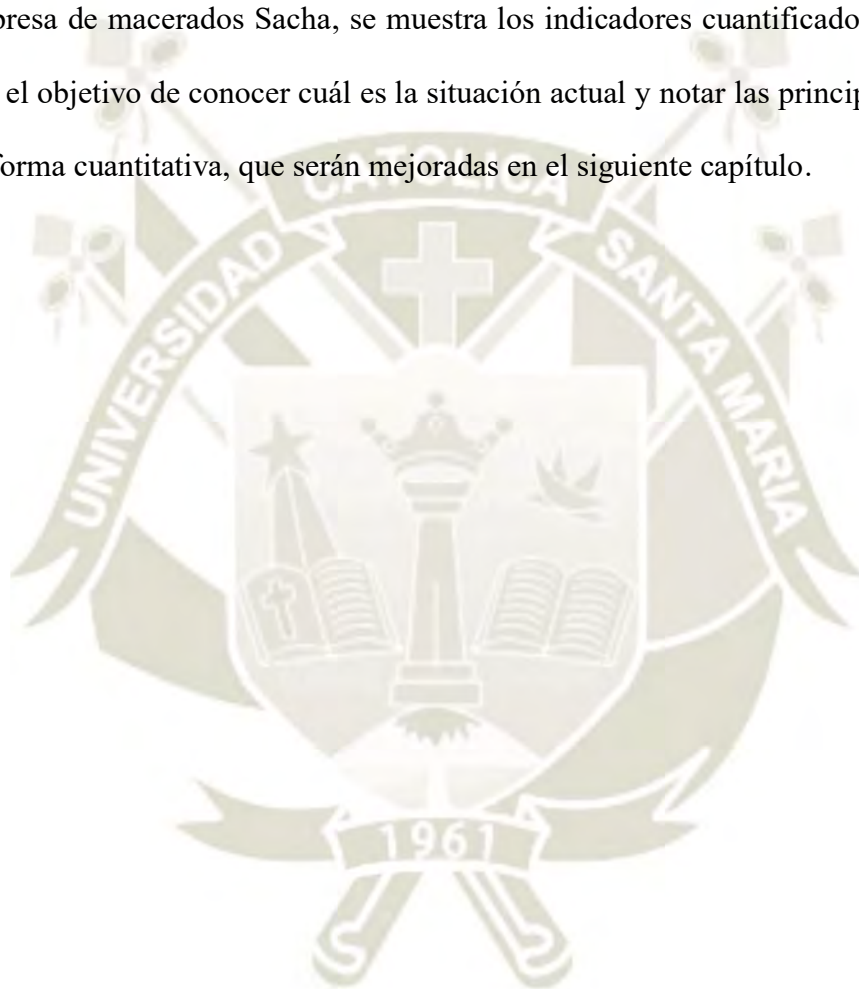 presa de macerados Sacha, se muestra los indicadores cuantificado
el objetivo de conocer cuál es la situación actual y notar las princip
forma cuantitativa, que serán mejoradas en el siguiente capítulo.
UNIVERSIDAD CATOLICA SANTA MARIA
1961